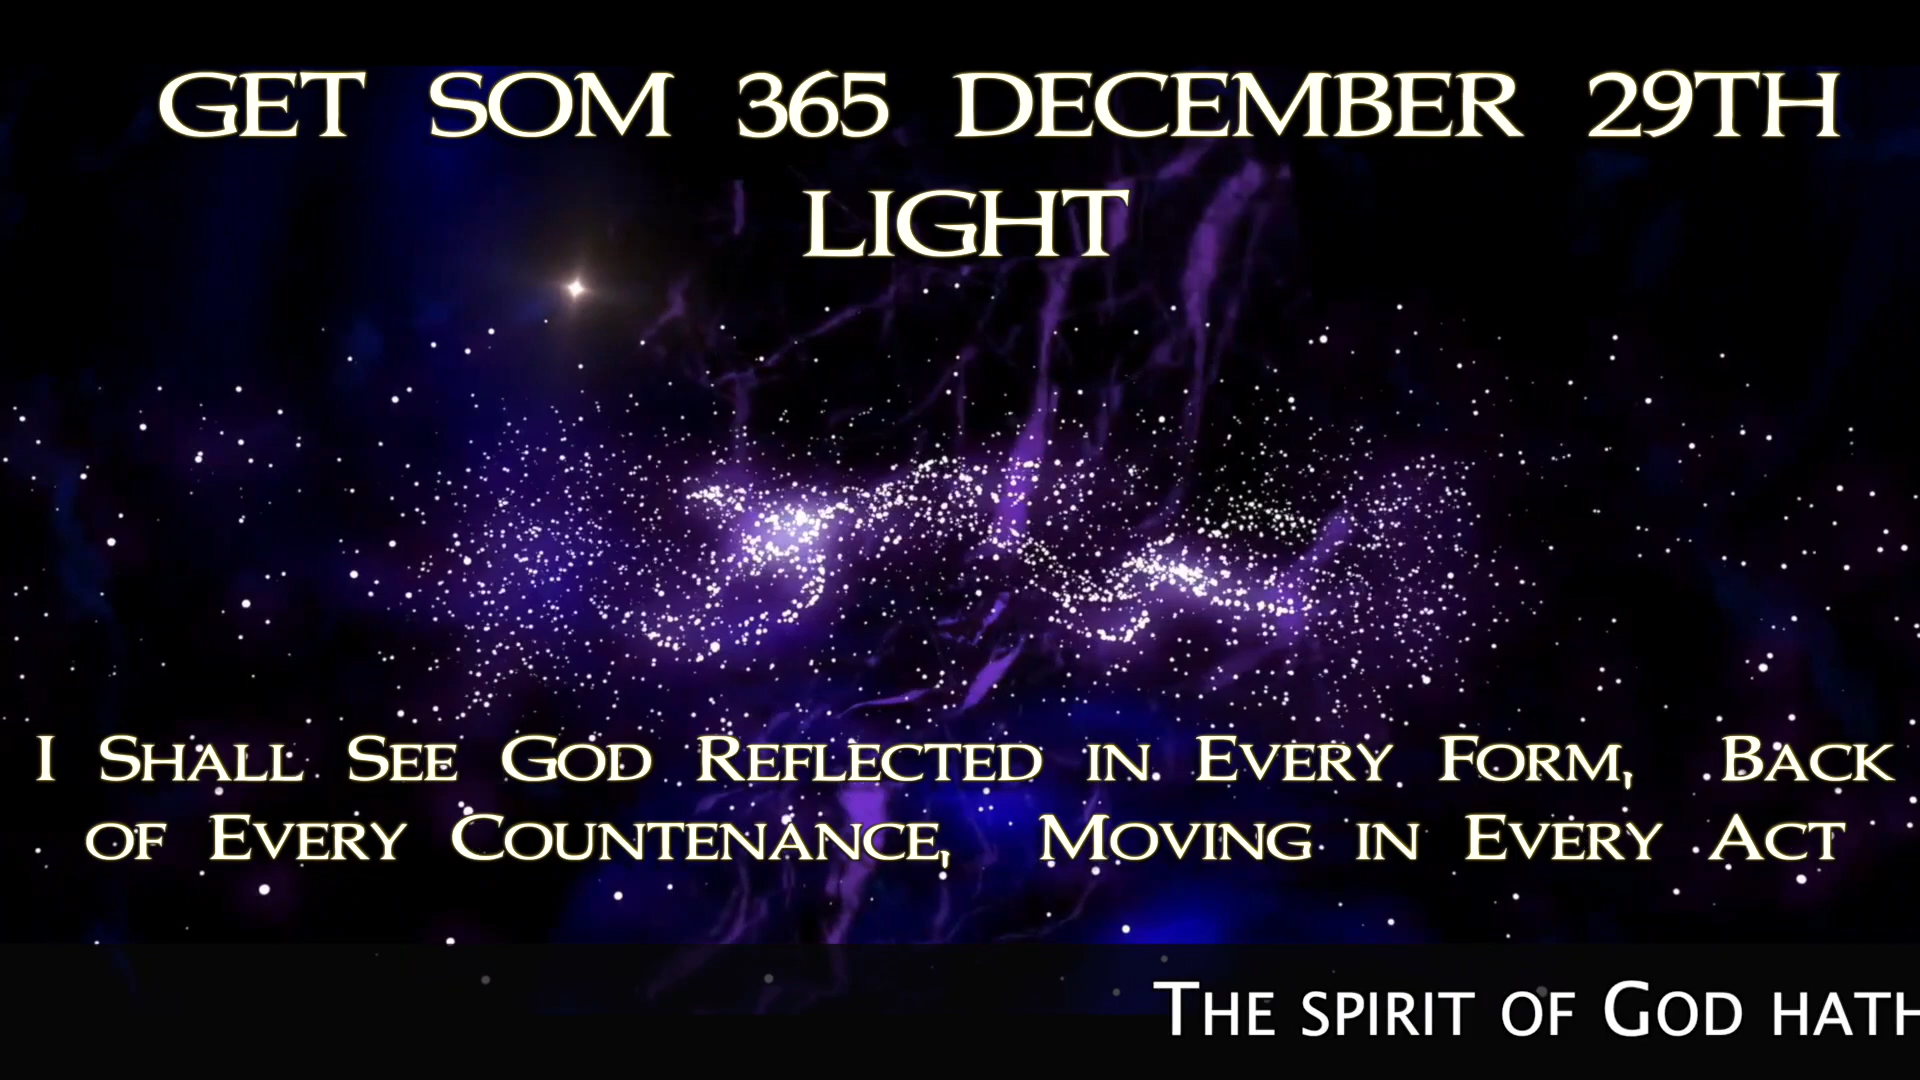 GET SOM 365 DECEMBER 29TH
LIGHT
I SHALL SEE GOD REFLECTED IN EVERY FORM, BACK
OF EVERY COUNTENANCE, MOVING IN EVERY ACT
THE SPIRIT OF GOD HATH